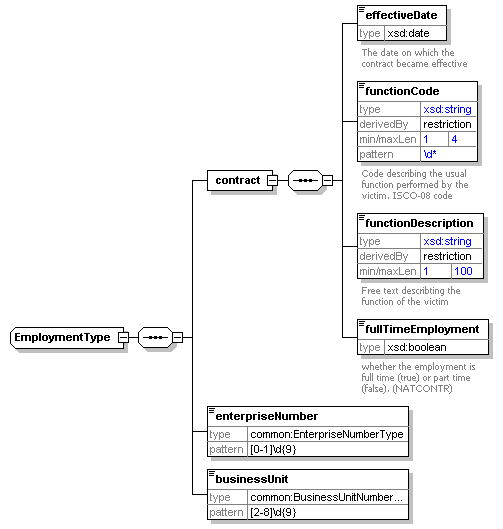 effectiveDate
type xsd:date
The date on which the
contract became effective
functionCode
type xsd:string
derivedBy restriction
min/maxLen 1 4
pattern \d*
Code describing the usual
function performed by the
victim. ISCO-08 code
contract
functionDescription
type xsd:string
derivedBy restriction
min/maxLen 1 100
Free text describting the
function of the victim
fullTimeEmployment
type xsd:boolean
whether the employment is
full time (true) or part time
(false). (NATCONTR)
EmploymentType
enterpriseNumber
type common:EnterpriseNumberType
pattern [0-1]\d{9}
businessUnit
type common:BusinessUnitNumber...
pattern [2-8]\d{9}